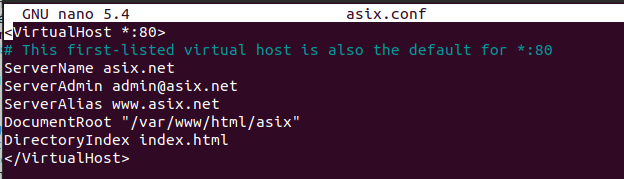 GNU nano 5.4 asix.conf
<VirtualHost *:80>
# This first-listed virtual host is also the default for *:80
ServerName asix.net
ServerAdmin admin@asix.net
ServerAlias www.asix.net
DocumentRoot "/var/www/html/asix"
DirectoryIndex index.html
</VirtualHost>